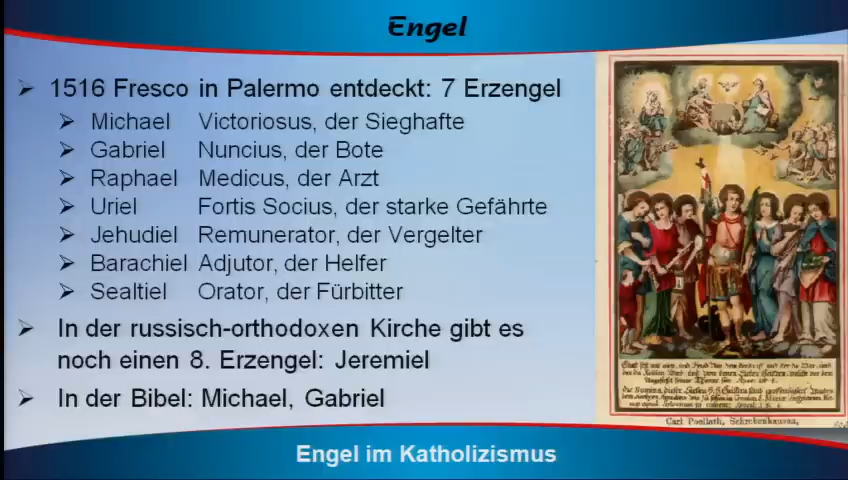 Engel
➢ 1516 Fresco in Palermo entdeckt: 7 Erzengel
➢ Michael Victoriosus, der Sieghafte
➢ Gabriel Nuncius, der Bote
➢ Raphael Medicus, der Arzt
➢ Uriel Fortis Socius, der starke Gefährte
➢ Jehudiel Remunerator, der Vergelter
➢ Barachiel Adjutor, der Helfer
➢ Sealtiel Orator, der Fürbitter
➢ In der russisch-orthodoxen Kirche gibt es
noch einen 8. Erzengel: Jeremiel
➢ In der Bibel: Michael, Gabriel
Carl Poellath, Schrobenhausen.
Engel im Katholizismus